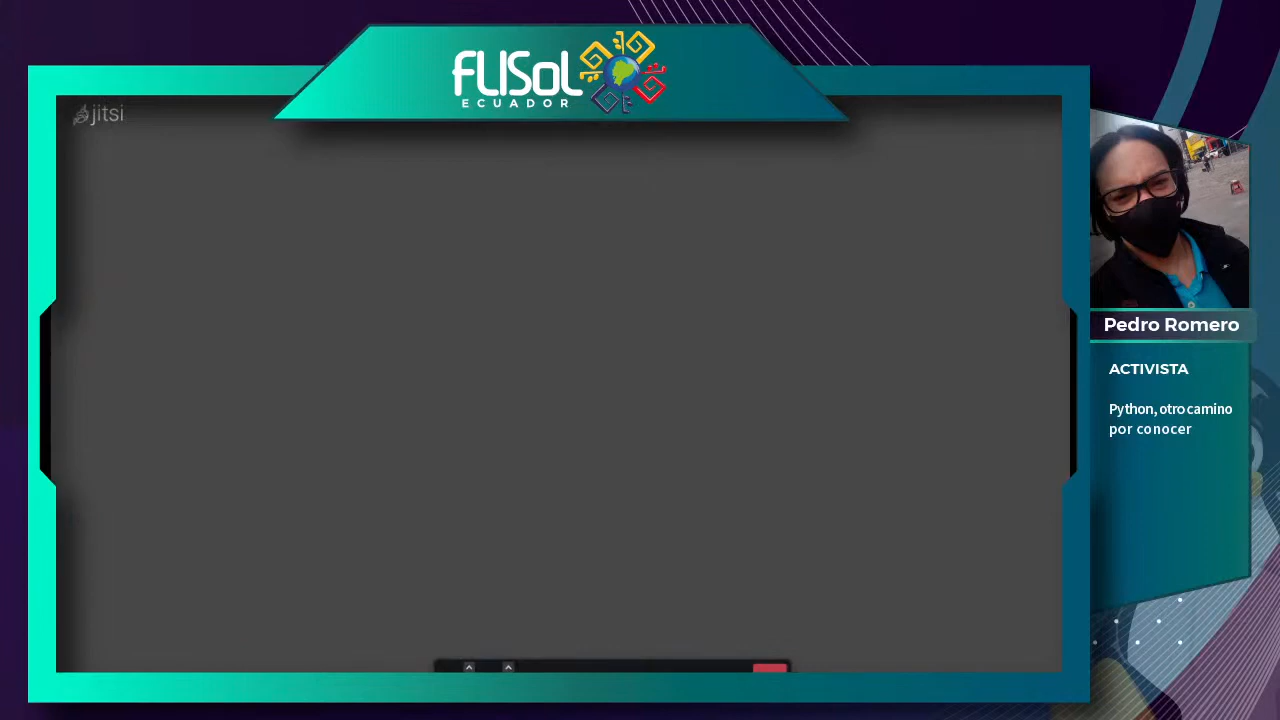 FLISoL
ECUADOR
jitsi
Pedro Romero
ACTIVISTA
Python, otro camino
por conocer